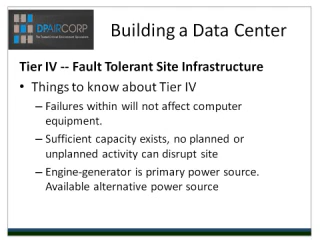 DPAIRCORP
Building a Data Center
Tier IV -- Fault Tolerant Site Infrastructure
• Things to know about Tier IV
– Failures within will not affect computer
equipment.
– Sufficient capacity exists, no planned or
unplanned activity can disrupt site
– Engine-generator is primary power source.
Available alternative power source